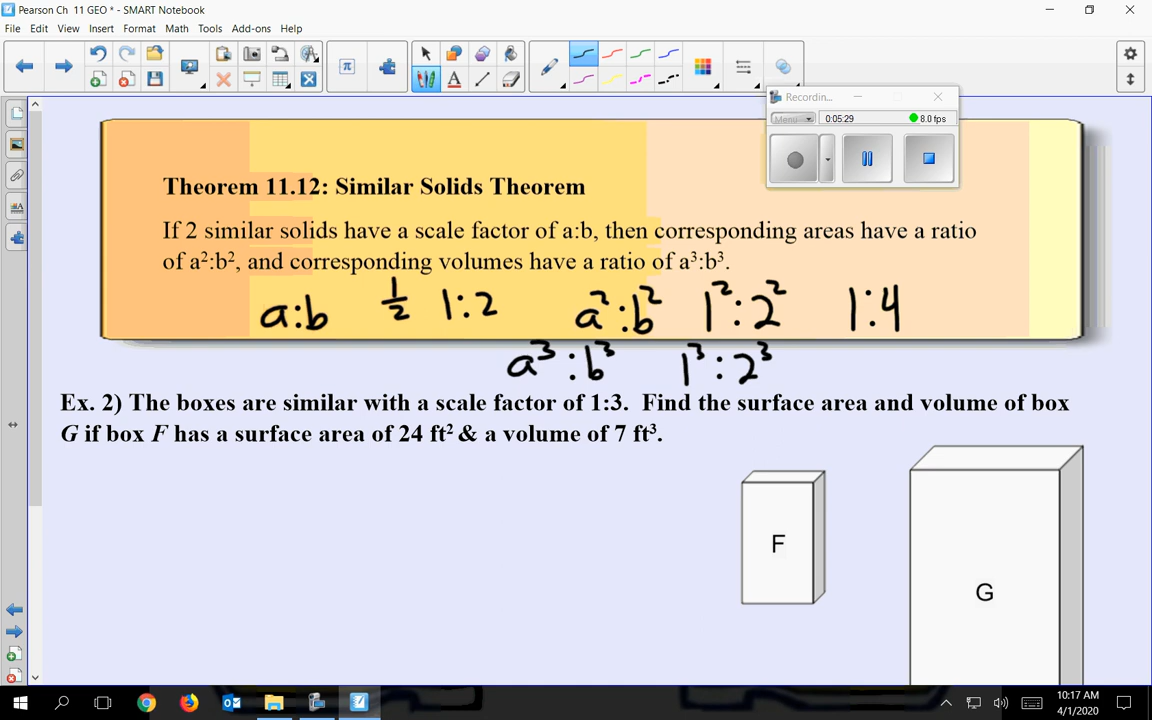 Pearson Ch 11 GEO * - SMART Notebook
File Edit View Insert Format Math Tools Add-ons Help
Recordin...
Menu 0:05:29 8.0 fps
Theorem 11.12: Similar Solids Theorem
If 2 similar solids have a scale factor of a:b, then corresponding areas have a ratio
of a²:b², and corresponding volumes have a ratio of a³:b³.
a:b 1/2 1:2 a²:b² 1²:2² 1:4
a³:b³ 1³:2³
Ex. 2) The boxes are similar with a scale factor of 1:3. Find the surface area and volume of box
G if box F has a surface area of 24 ft² & a volume of 7 ft³.
F
G
10:17 AM
4/1/2020